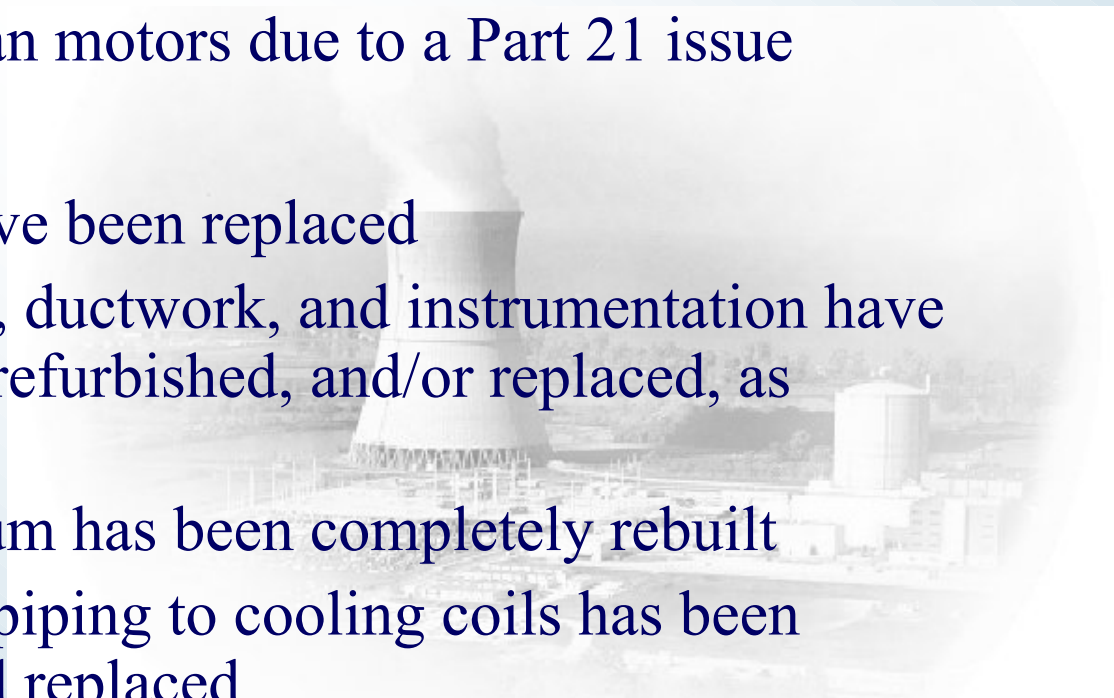 an motors due to a Part 21 issue
ve been replaced
, ductwork, and instrumentation have
refurbished, and/or replaced, as
um has been completely rebuilt
piping to cooling coils has been
replaced